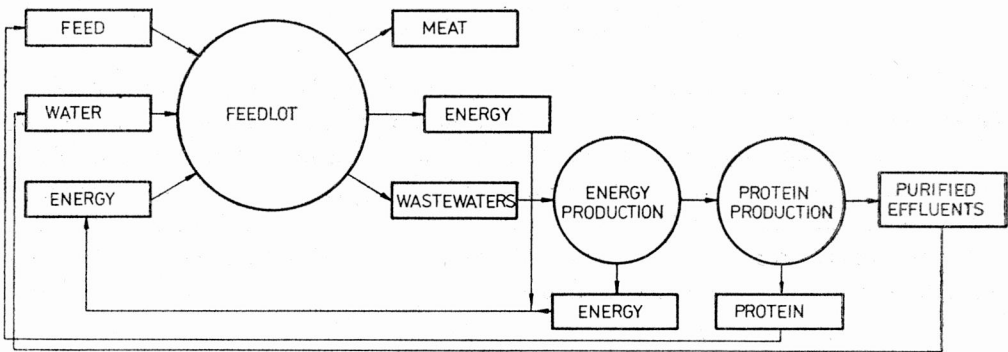 FEED
WATER
ENERGY
FEEDLOT
MEAT
ENERGY
WASTEWATERS
ENERGY
PRODUCTION
ENERGY
PROTEIN
PRODUCTION
PROTEIN
PURIFIED
EFFLUENTS